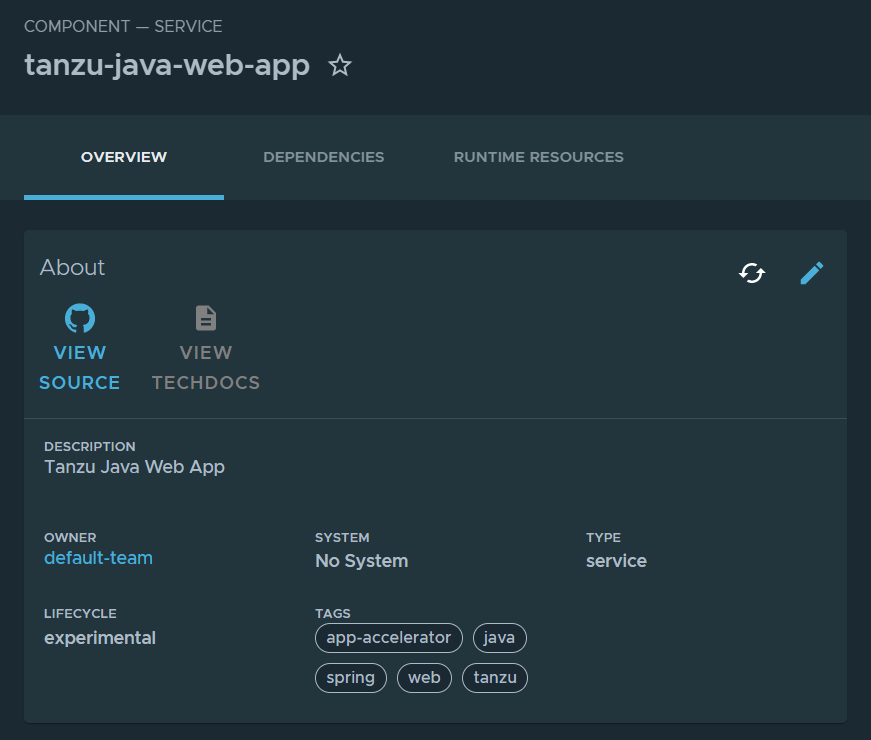 COMPONENT — SERVICE
tanzu-java-web-app
OVERVIEW
DEPENDENCIES
RUNTIME RESOURCES
About
VIEW
SOURCE
VIEW
TECHDOCS
DESCRIPTION
Tanzu Java Web App
OWNER
default-team
SYSTEM
No System
TYPE
service
LIFECYCLE
experimental
TAGS
app-accelerator
java
spring
web
tanzu